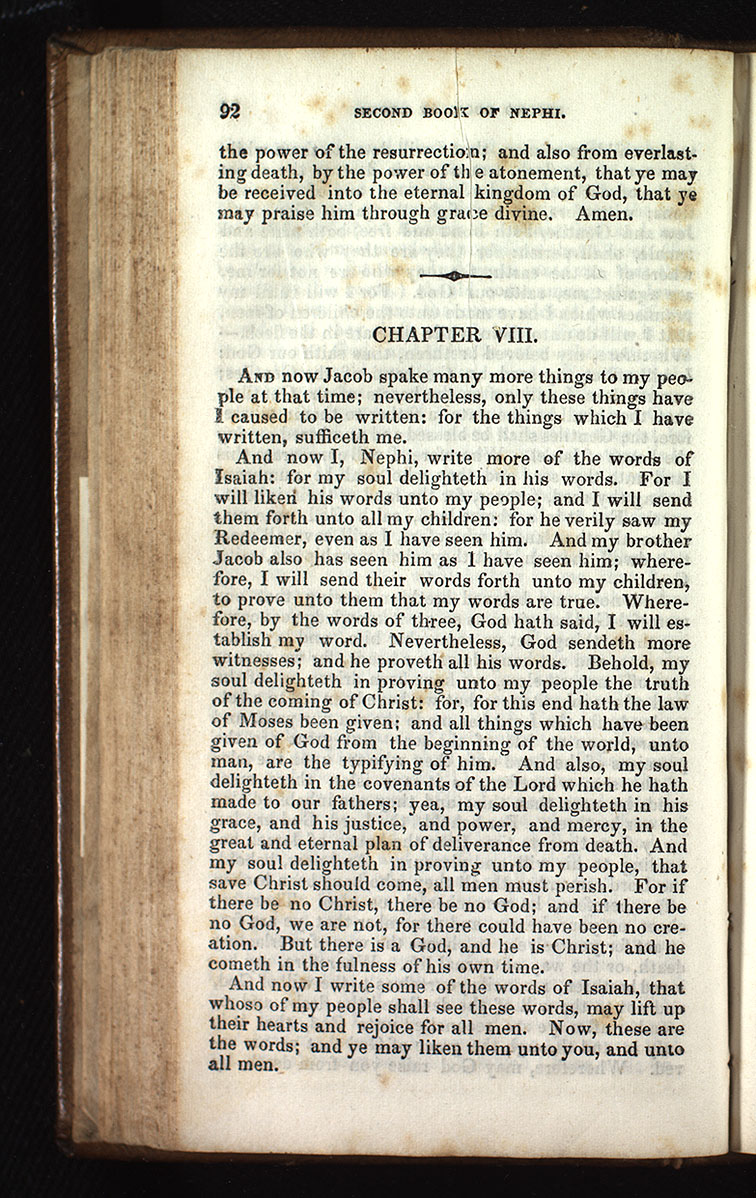 92 SECOND BOOK OF NEPHI.
the power of the resurrection; and also from everlast-
ing death, by the power of the atonement, that ye may
be received into the eternal kingdom of God, that ye
may praise him through grace divine. Amen.
CHAPTER VIII.
AND now Jacob spake many more things to my peo-
ple at that time; nevertheless, only these things have
I caused to be written: for the things which I have
written, sufficeth me.
And now I, Nephi, write more of the words of
Isaiah: for my soul delighteth in his words. For I
will liken his words unto my people; and I will send
them forth unto all my children: for he verily saw my
Redeemer, even as I have seen him. And my brother
Jacob also has seen him as I have seen him; where-
fore, I will send their words forth unto my children,
to prove unto them that my words are true. Where-
fore, by the words of three, God hath said, I will es-
tablish my word. Nevertheless, God sendeth more
witnesses; and he proveth all his words. Behold, my
soul delighteth in proving unto my people the truth
of the coming of Christ: for, for this end hath the law
of Moses been given; and all things which have been
given of God from the beginning of the world, unto
man, are the typifying of him. And also, my soul
delighteth in the covenants of the Lord which he hath
made to our fathers; yea, my soul delighteth in his
grace, and his justice, and power, and mercy, in the
great and eternal plan of deliverance from death. And
my soul delighteth in proving unto my people, that
save Christ should come, all men must perish. For if
there be no Christ, there be no God; and if there be
no God, we are not, for there could have been no cre-
ation. But there is a God, and he is Christ; and he
cometh in the fulness of his own time.
And now I write some of the words of Isaiah, that
whoso of my people shall see these words, may lift up
their hearts and rejoice for all men. Now, these are
the words; and ye may liken them unto you, and unto
all men.